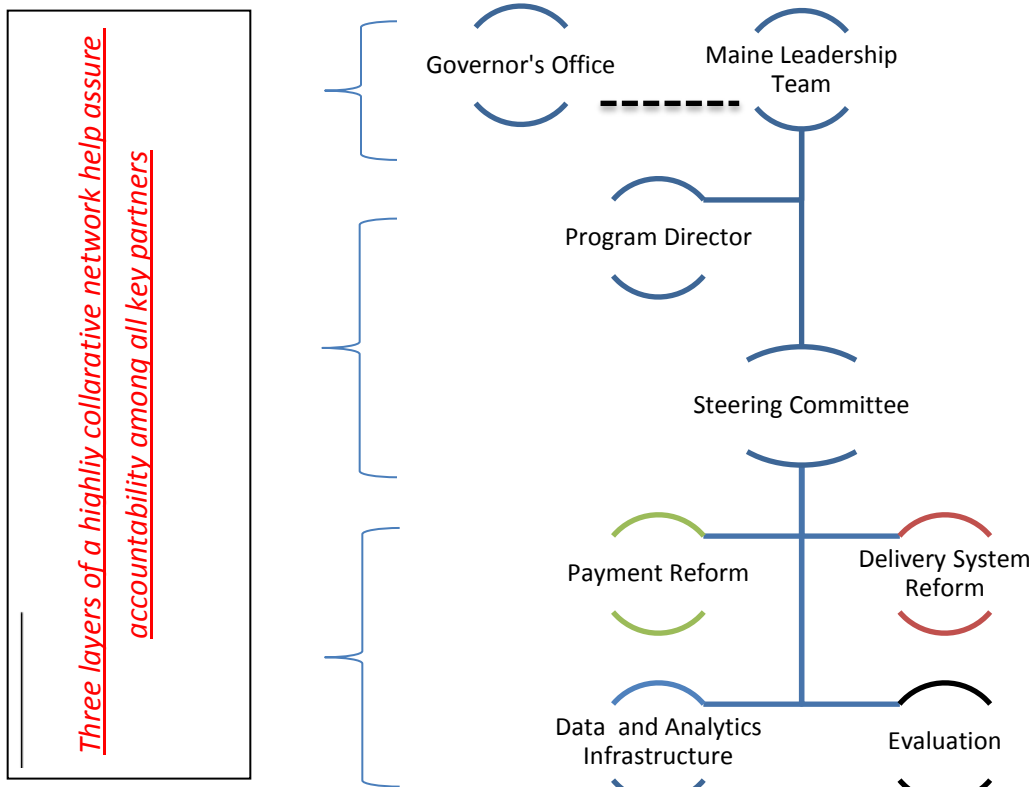 Three layers of a highliy collarative network help assure
accountability among all key partners
Governor's Office
Maine Leadership
Team
Program Director
Steering Committee
Payment Reform
Delivery System
Reform
Data and Analytics
Infrastructure
Evaluation